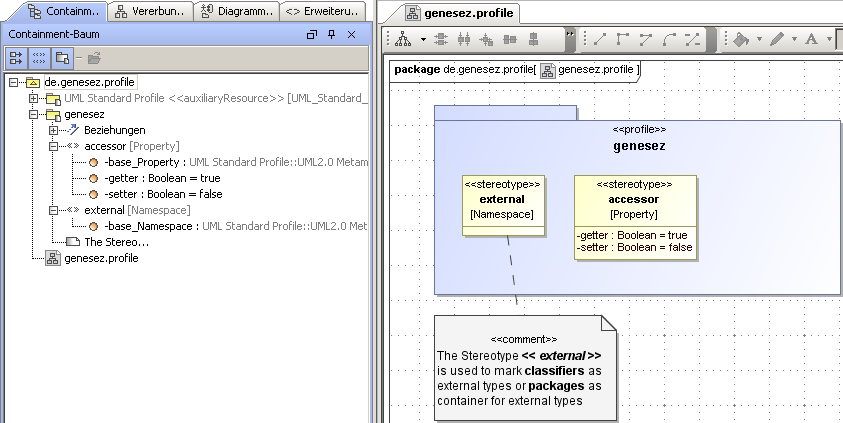 Containm..
Vererbun..
Diagramm..
<> Erweiteru..
Containment-Baum
de.genesez.profile
UML Standard Profile <<auxiliaryResource>> [UML_Standard_
genesez
Beziehungen
<> accessor [Property]
-base_Property : UML Standard Profile::UML2.0 Metam
-getter : Boolean = true
-setter : Boolean = false
<> external [Namespace]
-base_Namespace : UML Standard Profile::UML2.0 Met
The Stereo...
genesez.profile
genesez.profile
A
package de.genesez.profile[ genesez.profile ]
<<profile>>
genesez
<<stereotype>>
external
[Namespace]
<<stereotype>>
accessor
[Property]
-getter : Boolean = true
-setter : Boolean = false
<<comment>>
The Stereotype << external >>
is used to mark classifiers as
external types or packages as
container for external types